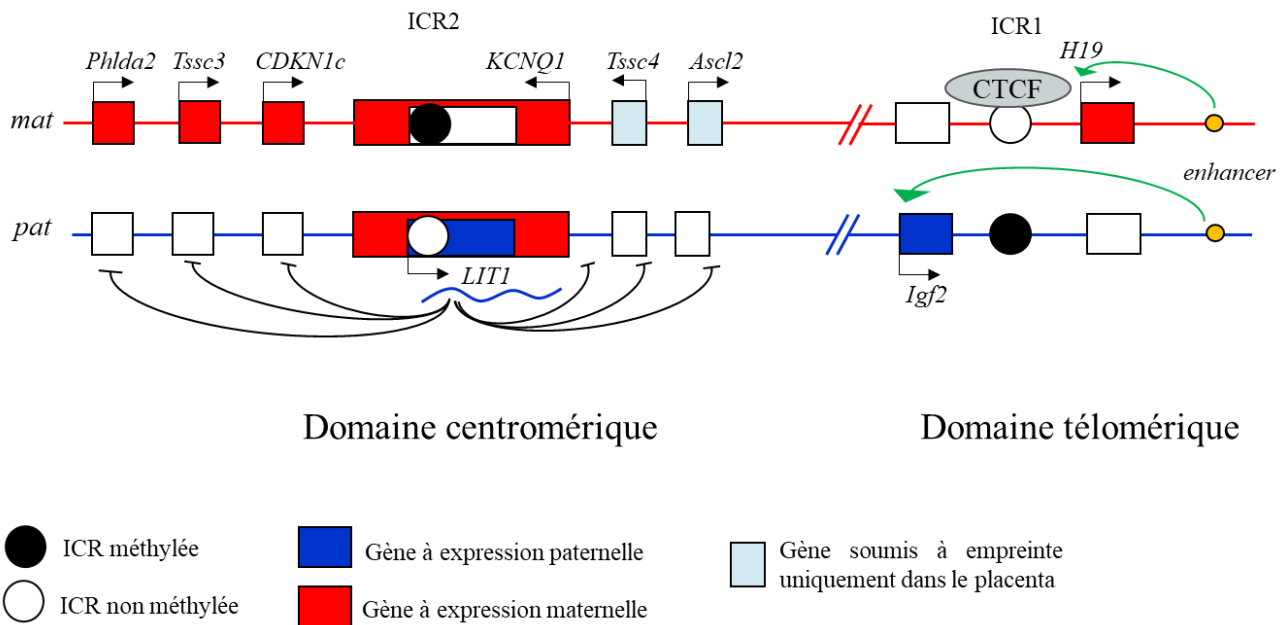 ICR2
ICR1
Phlda2 Tssc3 CDKN1c KCNQ1 Tssc4 Ascl2 H19
CTCF
mat
enhancer
pat
LIT1
Igf2
Domaine centromérique Domaine télomérique
ICR méthylée
ICR non méthylée
Gène à expression paternelle
Gène à expression maternelle
Gène soumis à empreinte
uniquement dans le placenta